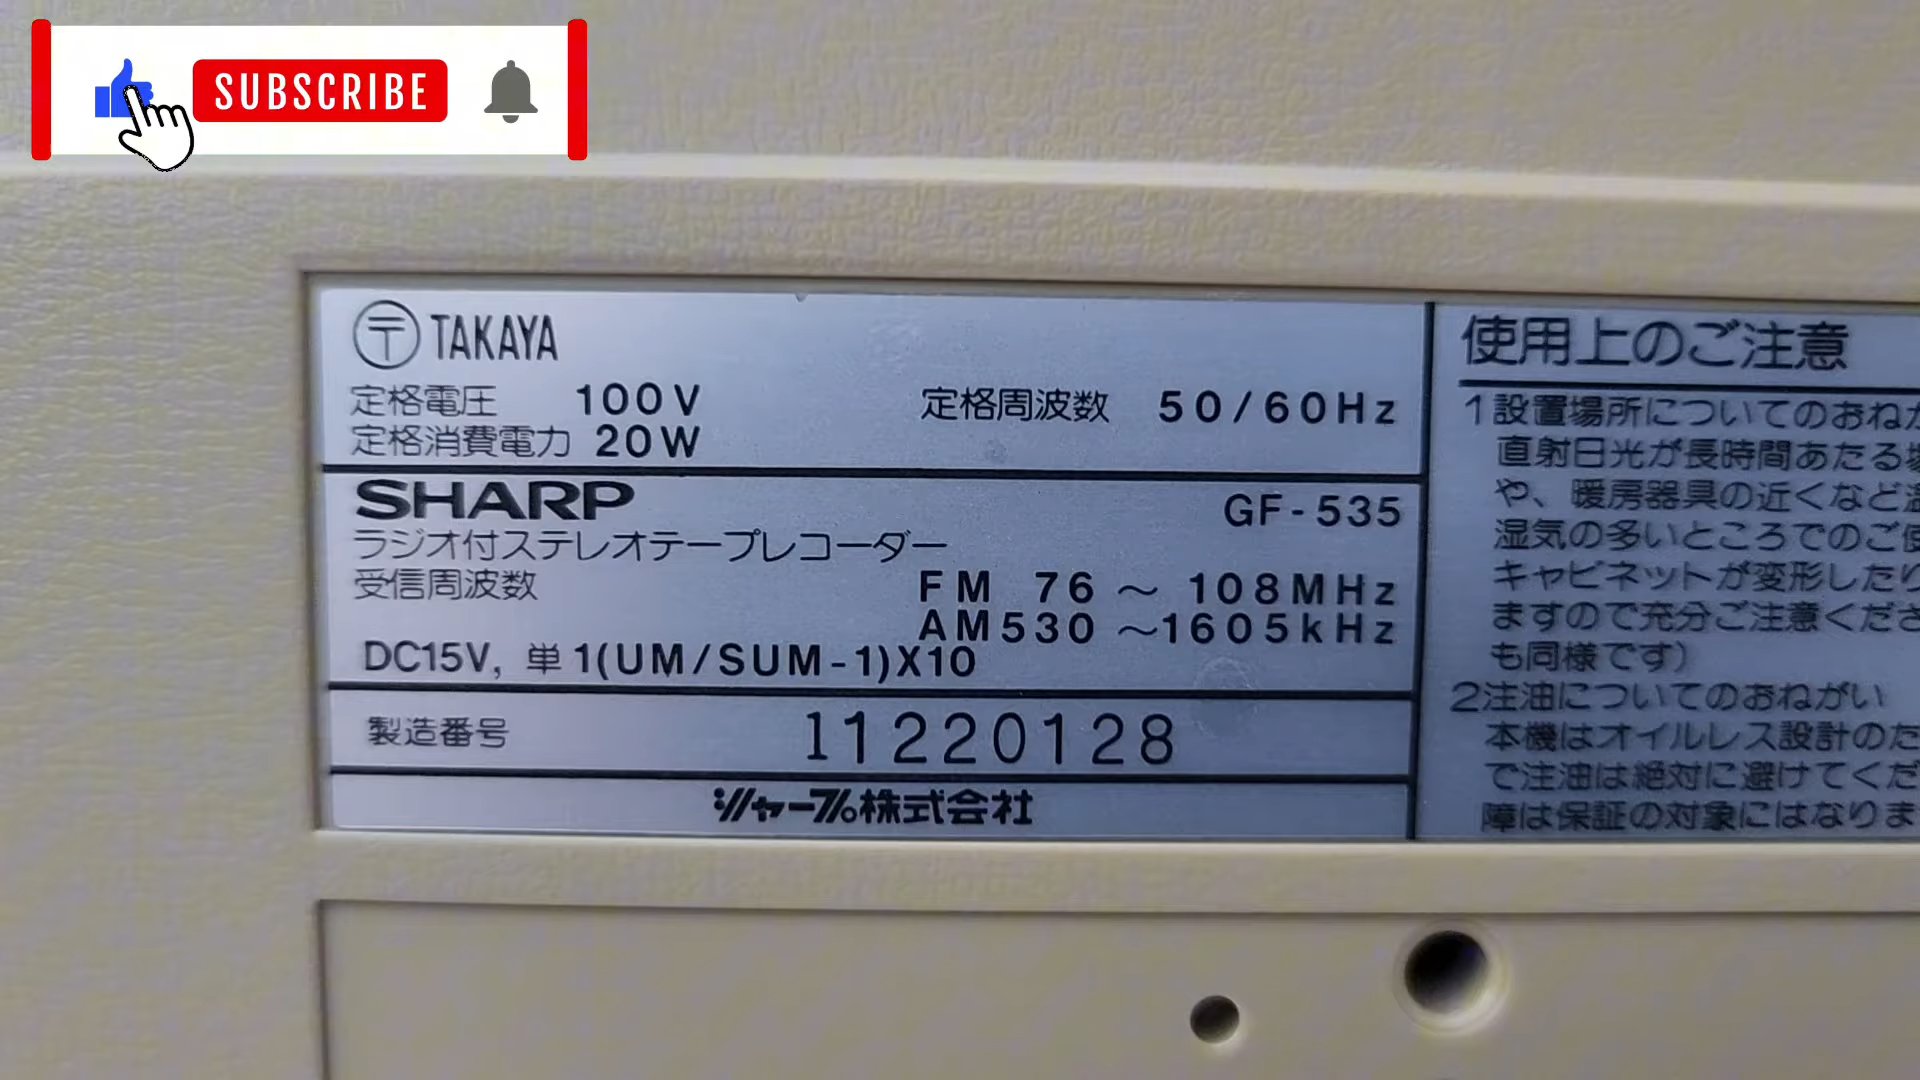 SUBSCRIBE
〒 TAKAYA
定格電圧 100V 定格周波数 50/60Hz
定格消費電力 20W
SHARP GF-535
ラジオ付ステレオテープレコーダー
受信周波数 FM 76 ～ 108MHz
AM530 ～1605kHz
DC15V, 単1(UM/SUM-1)X10
製造番号 11220128
シャープ株式会社
使用上のご注意
1設置場所についてのおねが
直射日光が長時間あたる場
や、暖房器具の近くなど温
湿気の多いところでのご使
キャビネットが変形したり
ますので充分ご注意くださ
も同様です)
2注油についてのおねがい
本機はオイルレス設計のた
で注油は絶対に避けてくだ
障は保証の対象にはなりま